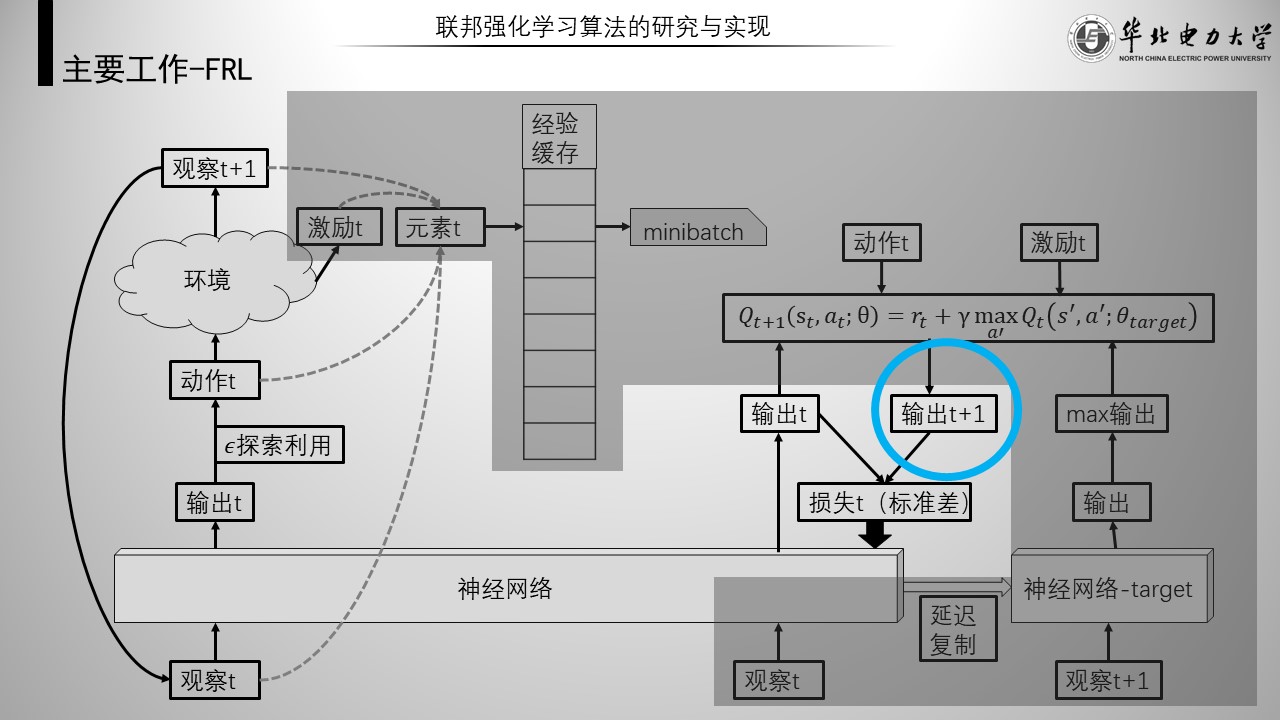 联邦强化学习算法的研究与实现
华北电力大学
NORTH CHINA ELECTRIC POWER UNIVERSITY
主要工作-FRL
经验
缓存
观察t+1
激励t
元素t
minibatch
动作t
激励t
环境
Q_{t+1}(s_t, a_t; θ) = r_t + γ max_{a′} Q_t(s′, a′; θ_{target})
动作t
输出t
输出t+1
max输出
ϵ探索利用
输出t
损失t（标准差）
输出
神经网络
神经网络-target
延迟
复制
观察t
观察t
观察t+1